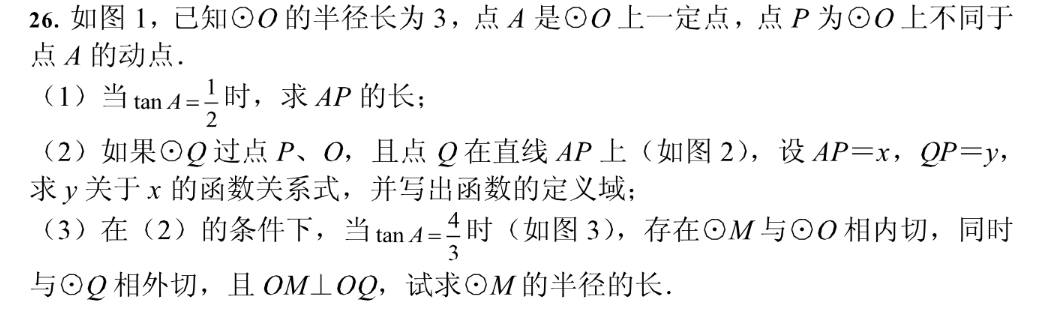 26. 如图 1，已知⊙O 的半径长为 3，点 A 是⊙O 上一定点，点 P 为⊙O 上不同于
点 A 的动点．
（1）当 tan A=1/2 时，求 AP 的长；
（2）如果⊙Q 过点 P、O，且点 Q 在直线 AP 上（如图 2），设 AP＝x，QP＝y，
求 y 关于 x 的函数关系式，并写出函数的定义域；
（3）在（2）的条件下，当 tan A=4/3 时（如图 3），存在⊙M 与⊙O 相内切，同时
与⊙Q 相外切，且 OM⊥OQ，试求⊙M 的半径的长．